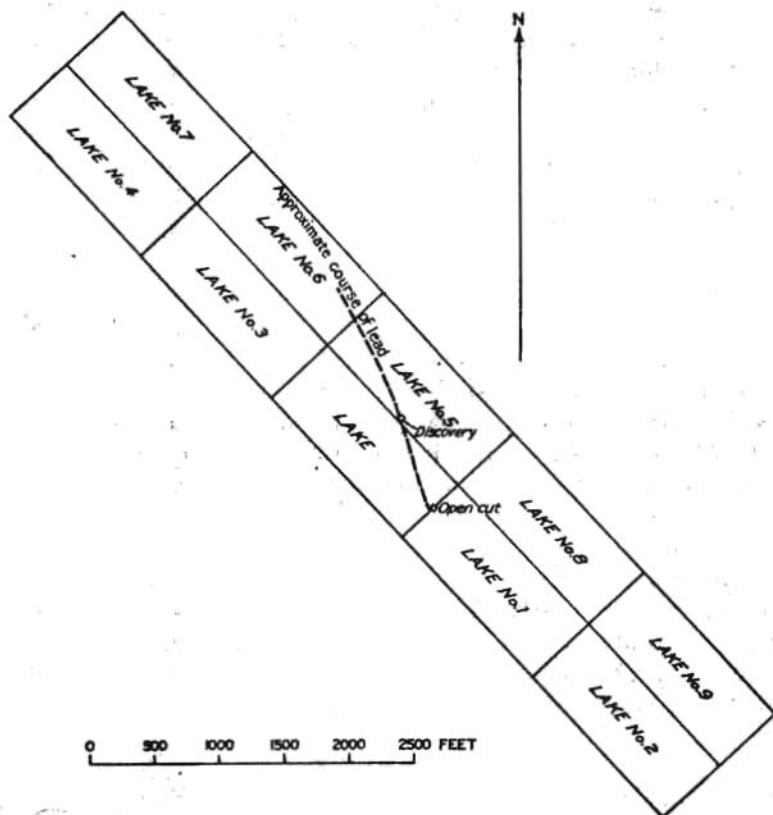 N
LAKE No.7
LAKE No.4
Approximate course of lead
LAKE No.6
LAKE No.3
LAKE No.5
LAKE
Discovery
Open cut
LAKE No.8
LAKE No.1
LAKE No.9
LAKE No.2
0 500 1000 1500 2000 2500 FEET